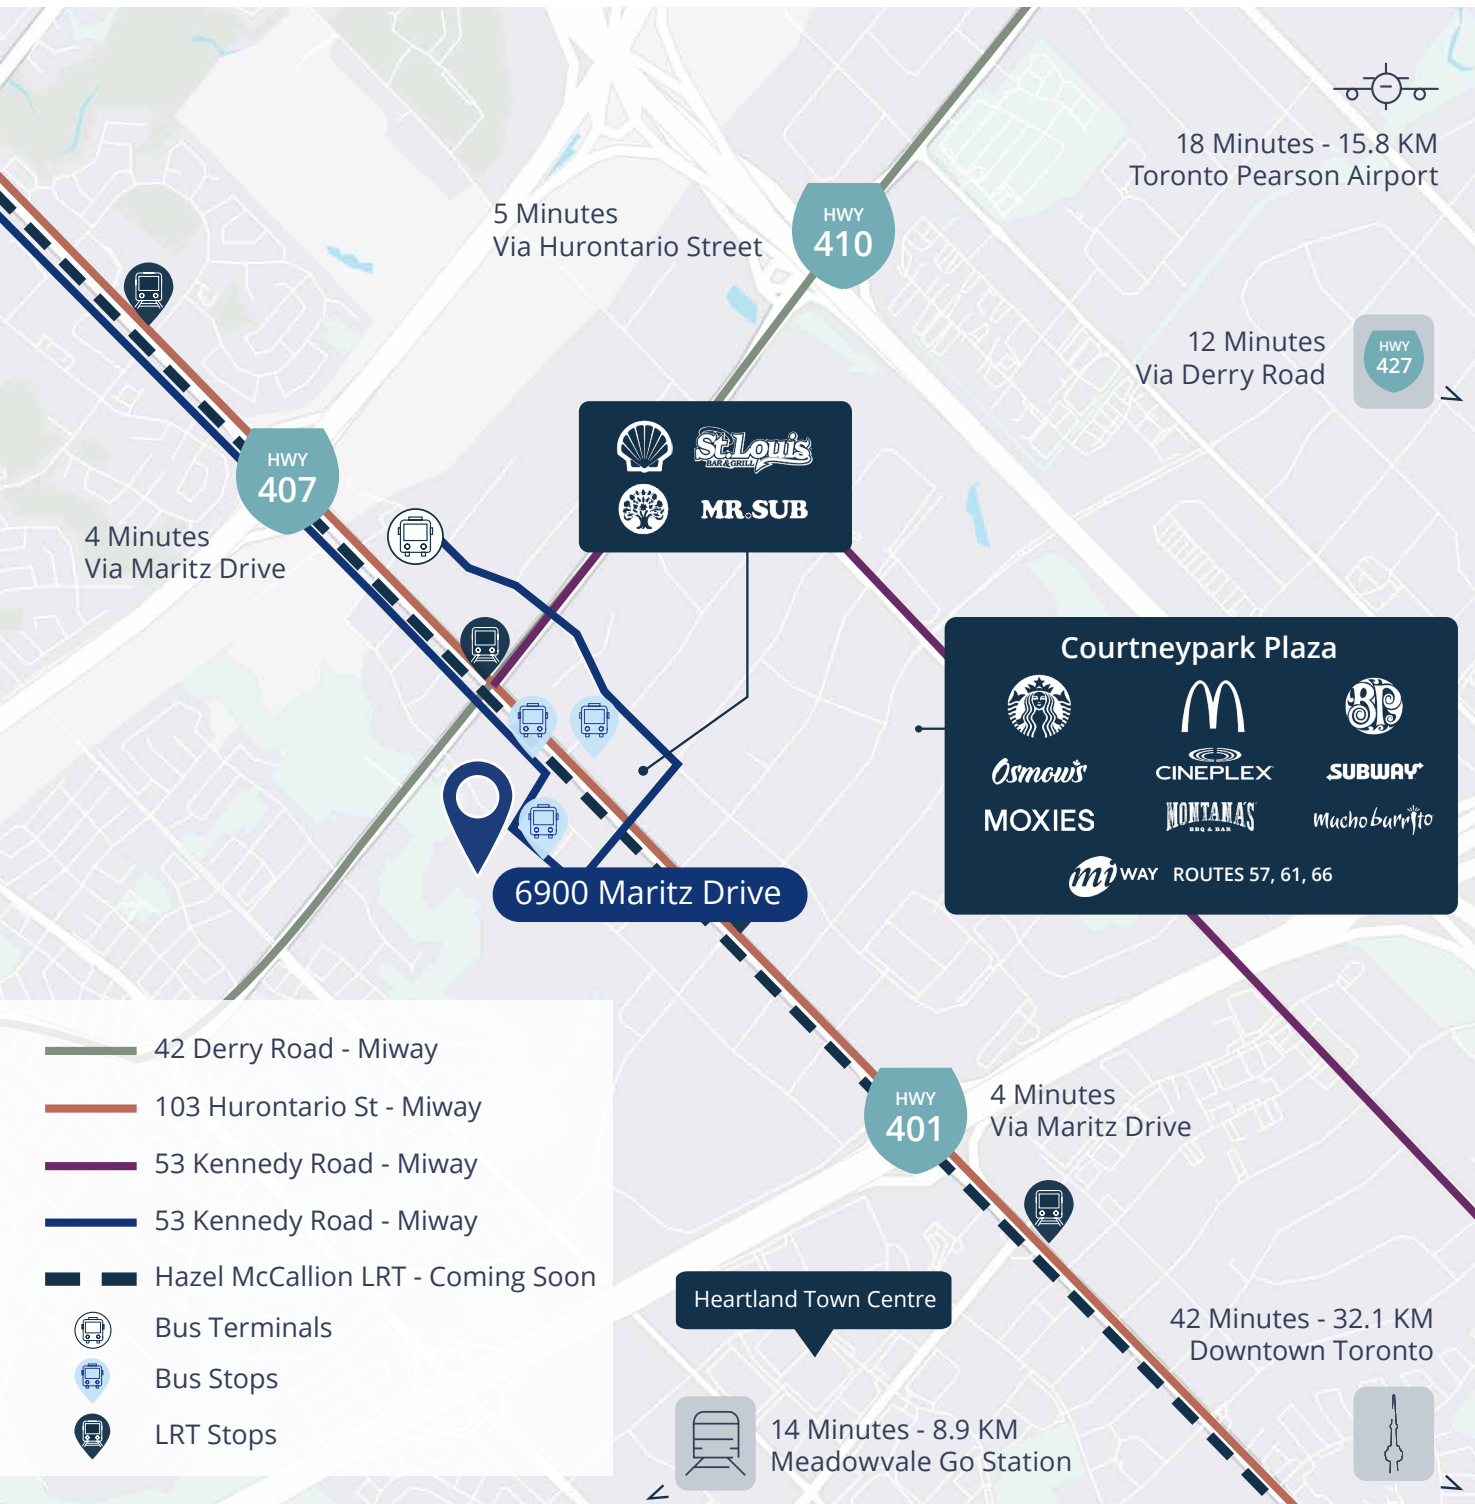 18 Minutes - 15.8 KM
Toronto Pearson Airport
5 Minutes
Via Hurontario Street
HWY
410
12 Minutes
Via Derry Road
HWY
427
St.Louis
BAR & GRILL
MR.SUB
HWY
407
4 Minutes
Via Maritz Drive
Courtneypark Plaza
BP
Osmow's
CINEPLEX
SUBWAY
MOXIES
MONTANA'S
BBQ & BAR
mucho burrito
mi WAY ROUTES 57, 61, 66
6900 Maritz Drive
HWY
401
4 Minutes
Via Maritz Drive
42 Derry Road - Miway
103 Hurontario St - Miway
53 Kennedy Road - Miway
53 Kennedy Road - Miway
Hazel McCallion LRT - Coming Soon
Bus Terminals
Bus Stops
LRT Stops
Heartland Town Centre
14 Minutes - 8.9 KM
Meadowvale Go Station
42 Minutes - 32.1 KM
Downtown Toronto